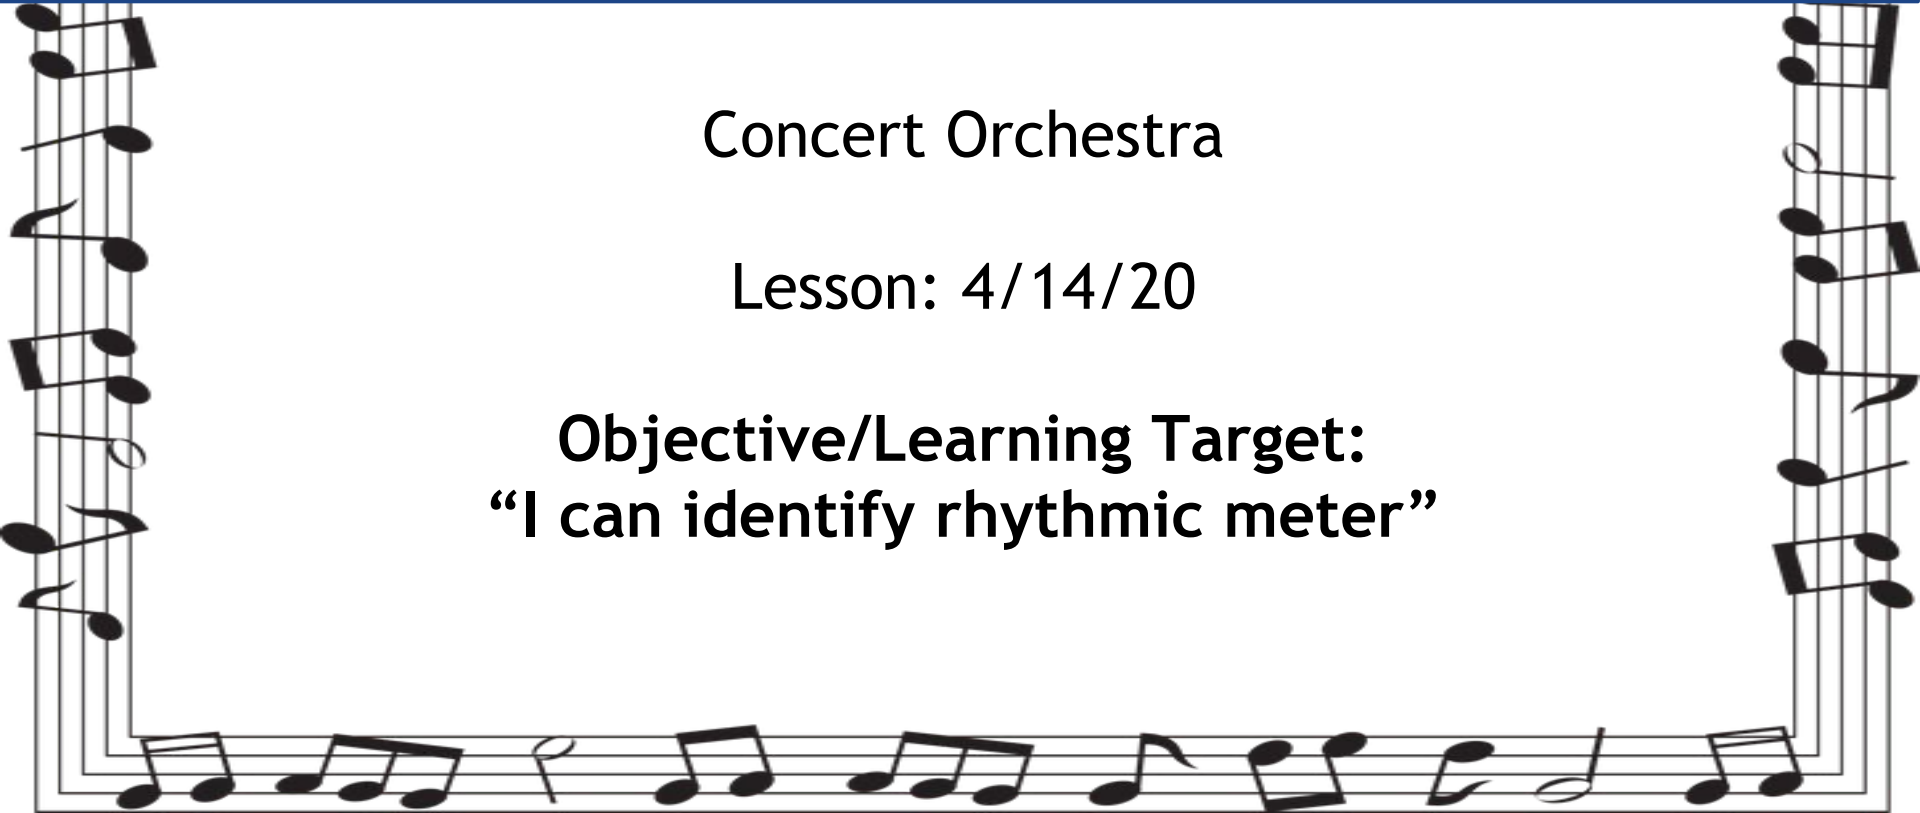 Concert Orchestra
Lesson: 4/14/20
Objective/Learning Target:
“I can identify rhythmic meter”